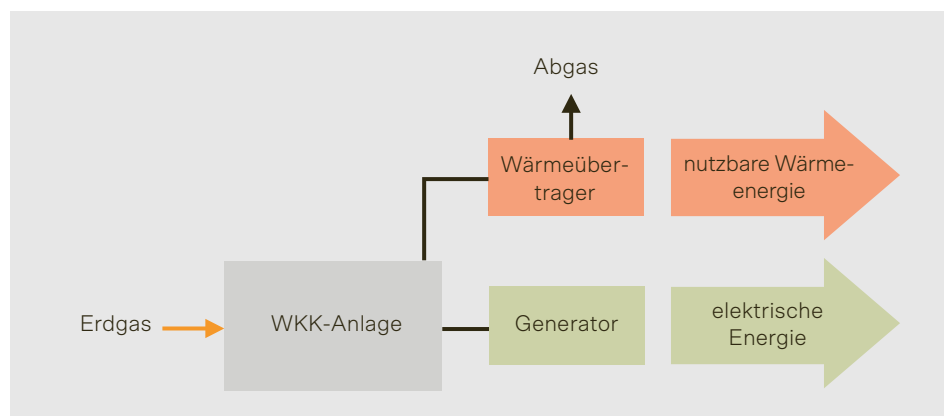 Abgas
Wärmeüber-
trager
nutzbare Wärme-
energie
Erdgas
WKK-Anlage
Generator
elektrische
Energie